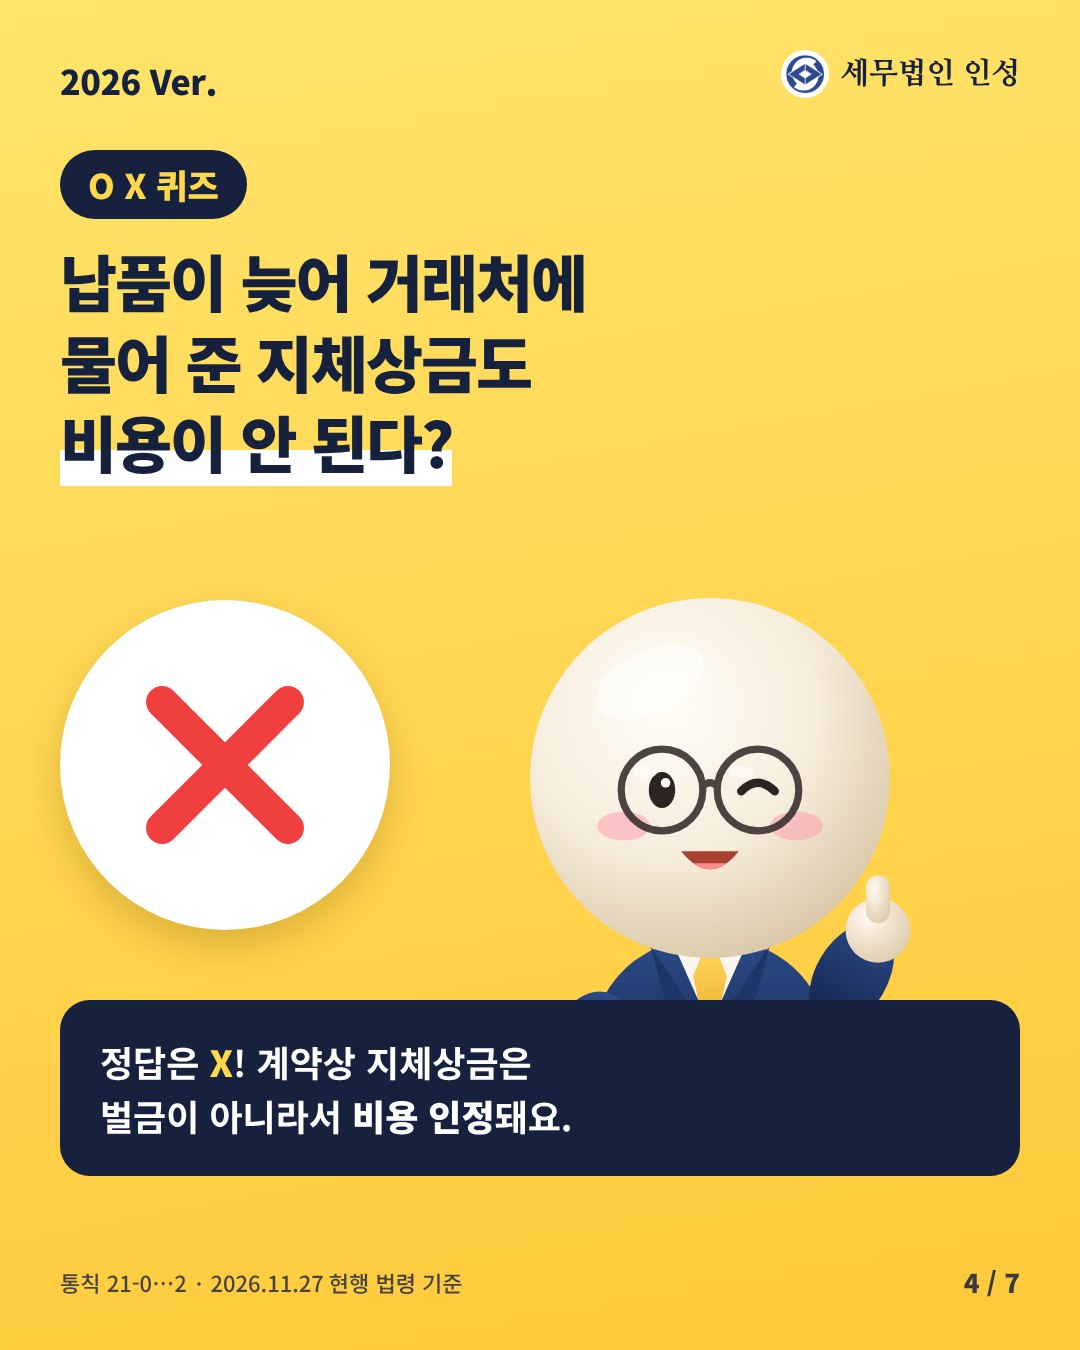 2026 Ver.
세무법인 인성
O X 퀴즈
납품이 늦어 거래처에
물어 준 지체상금도
비용이 안 된다?
정답은 X! 계약상 지체상금은
벌금이 아니라서 비용 인정돼요.
통칙 21-0…2 · 2026.11.27 현행 법령 기준
4 / 7